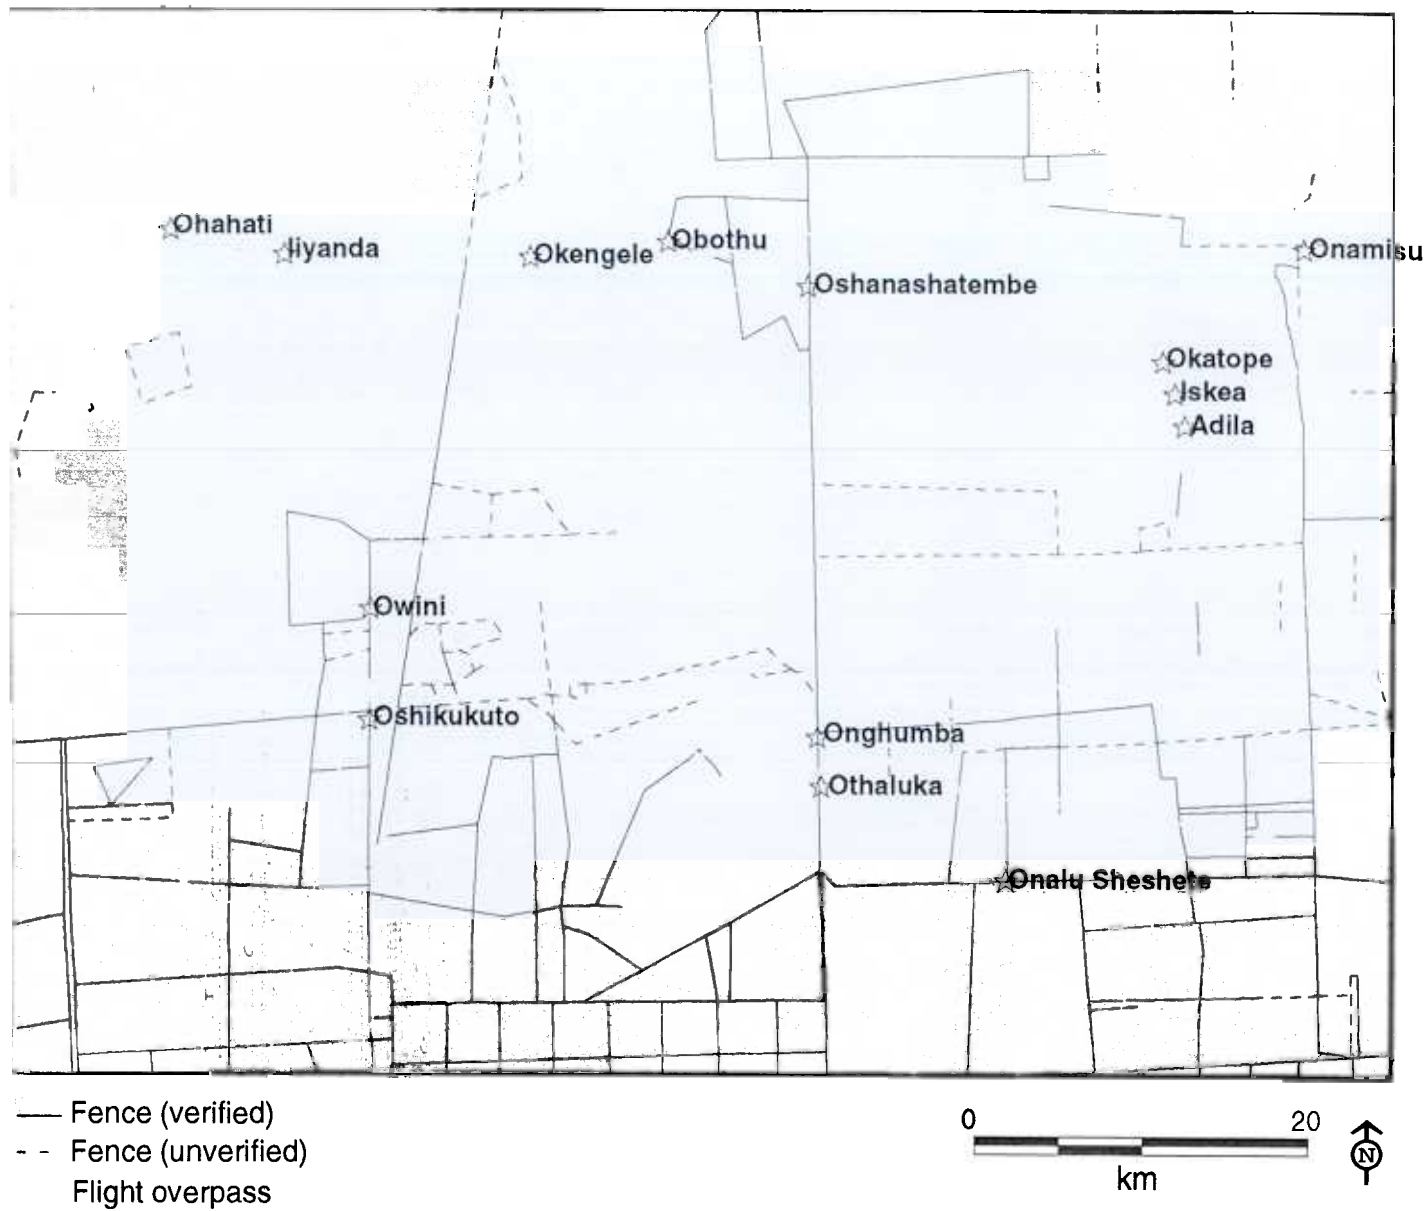 Ohahati
Iiyanda
Okengele
Obothu
Onamisu
Oshanashatembe
Okatope
Iskea
Adila
Owini
Oshikukuto
Onghumba
Othaluka
Onalu Sheshete
Fence (verified)
Fence (unverified)
Flight overpass
0 20
km
N